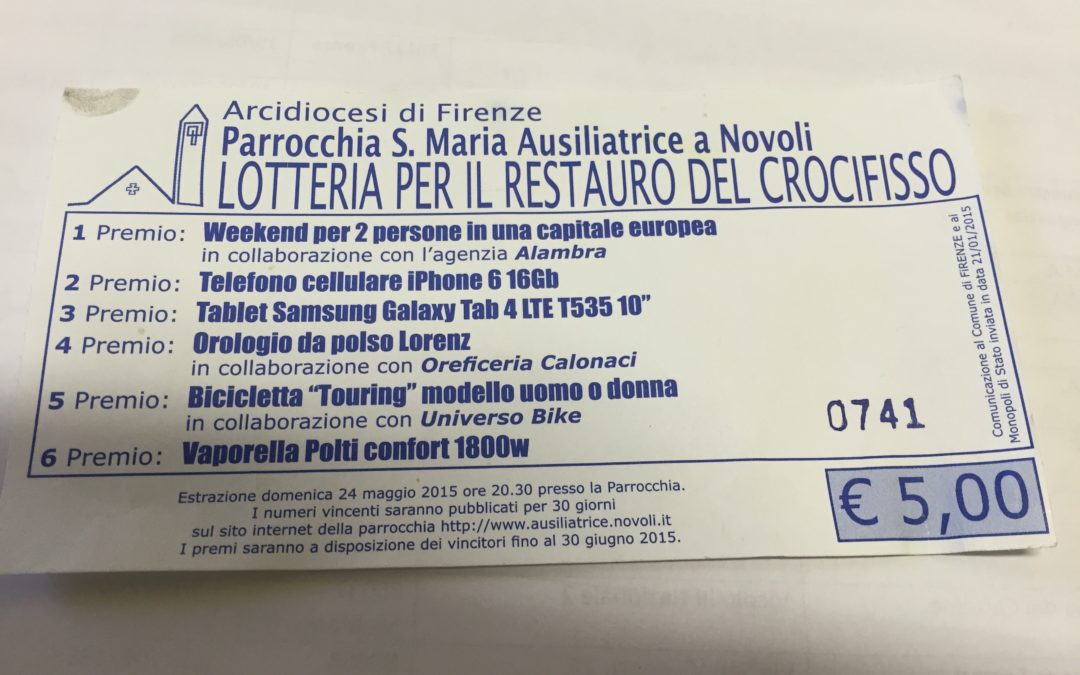 Arcidiocesi di Firenze
Parrocchia S. Maria Ausiliatrice a Novoli
LOTTERIA PER IL RESTAURO DEL CROCIFISSO
1 Premio: Weekend per 2 persone in una capitale europea
in collaborazione con l'agenzia Alambra
2 Premio: Telefono cellulare iPhone 6 16Gb
3 Premio: Tablet Samsung Galaxy Tab 4 LTE T535 10”
4 Premio: Orologio da polso Lorenz
in collaborazione con Oreficeria Calonaci
5 Premio: Bicicletta “Touring” modello uomo o donna
in collaborazione con Universo Bike
6 Premio: Vaporella Polti confort 1800w
0741
Comunicazione al Comune di FIRENZE e ai
Monopoli di Stato inviata in data 21/01/2015
€ 5,00
Estrazione domenica 24 maggio 2015 ore 20.30 presso la Parrocchia.
I numeri vincenti saranno pubblicati per 30 giorni
sul sito internet della parrocchia http://www.ausiliatrice.novoli.it
I premi saranno a disposizione dei vincitori fino al 30 giugno 2015.